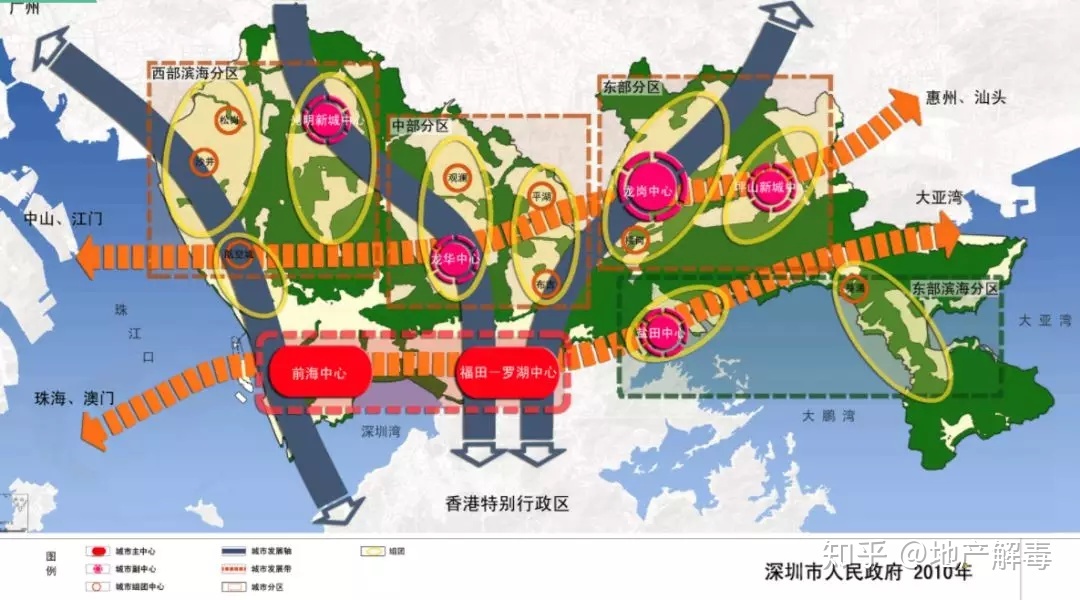 广州
西部滨海分区
松岗
光明新城中心
沙井
中部分区
观澜
平湖
东部分区
龙岗中心
坪山新城中心
惠州、汕头
中山、江门
航空城
龙华中心
布吉
横岗
大亚湾
盐田中心
葵涌
东部滨海分区
大亚湾
珠江口
前海中心
福田—罗湖中心
珠海、澳门
深圳湾
大鹏湾
香港特别行政区
图例
城市主中心
城市发展轴
组团
城市副中心
城市发展带
城市组团中心
城市分区
知乎 @地产解毒
深圳市人民政府 2010年